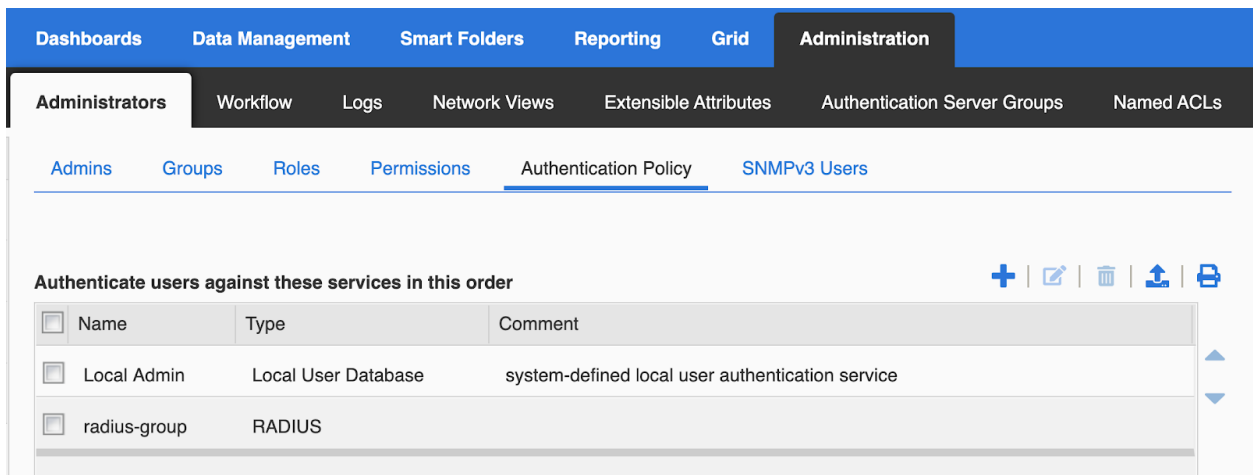 Dashboards Data Management Smart Folders Reporting Grid Administration
Administrators Workflow Logs Network Views Extensible Attributes Authentication Server Groups Named ACLs
Admins Groups Roles Permissions Authentication Policy SNMPv3 Users
Authenticate users against these services in this order
Name Type Comment
Local Admin Local User Database system-defined local user authentication service
radius-group RADIUS